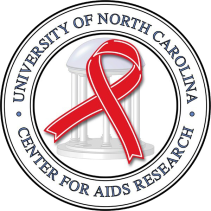 UNIVERSITY OF NORTH CAROLINA
CENTER FOR AIDS RESEARCH